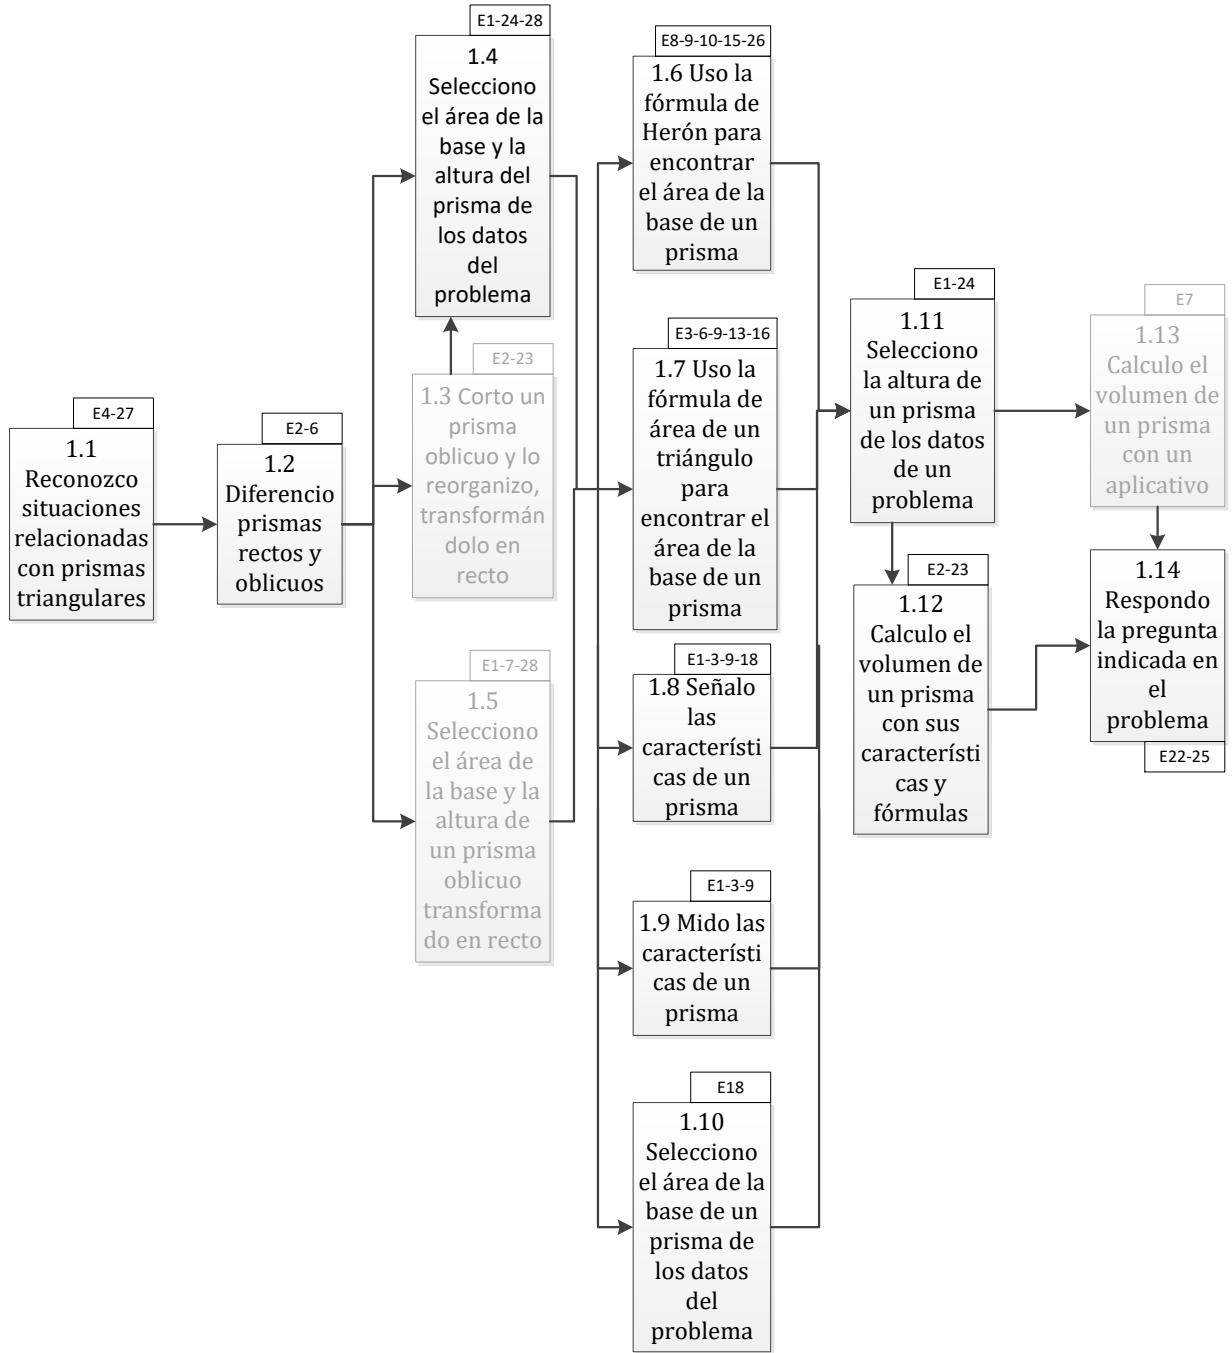 E4-27
1.1
Reconozco
situaciones
relacionadas
con prismas
triangulares
E2-6
1.2
Diferencio
prismas
rectos y
oblicuos
E1-24-28
1.4
Selecciono
el área de la
base y la
altura del
prisma de
los datos
del
problema
E2-23
1.3 Corto un
prisma
oblicuo y lo
reorganizo,
transformán
dolo en
recto
E1-7-28
1.5
Selecciono
el área de
la base y la
altura de
un prisma
oblicuo
transforma
do en recto
E8-9-10-15-26
1.6 Uso la
fórmula de
Herón para
encontrar
el área de la
base de un
prisma
E3-6-9-13-16
1.7 Uso la
fórmula de
área de un
triángulo
para
encontrar el
área de la
base de un
prisma
E1-3-9-18
1.8 Señalo
las
característi
cas de un
prisma
E1-3-9
1.9 Mido las
característi
cas de un
prisma
E18
1.10
Selecciono
el área de la
base de un
prisma de
los datos
del
problema
E1-24
1.11
Selecciono
la altura de
un prisma
de los datos
de un
problema
E2-23
1.12
Calculo el
volumen de
un prisma
con sus
característi
cas y
fórmulas
E7
1.13
Calculo el
volumen de
un prisma
con un
aplicativo
1.14
Respondo
la pregunta
indicada en
el
problema
E22-25